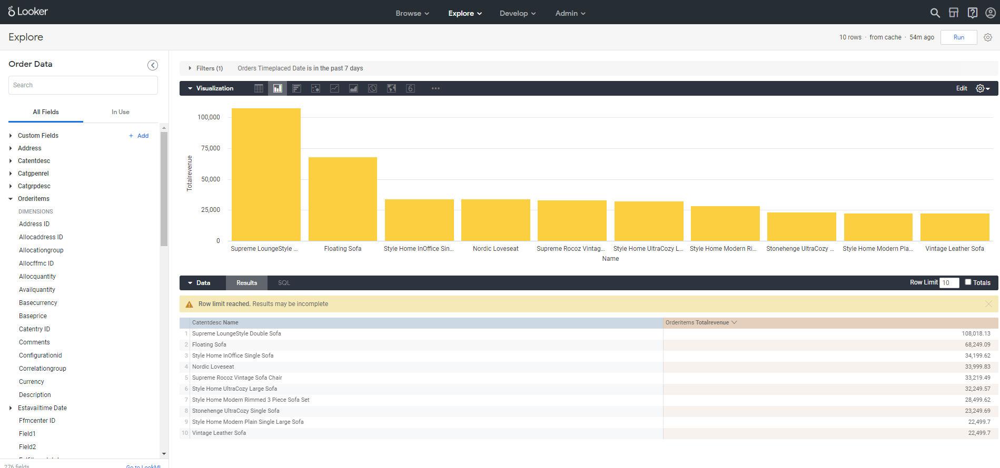 Looker
Browse Explore Develop Admin
Explore
10 rows · from cache · 54m ago Run
Order Data
Search
All Fields In Use
Custom Fields + Add
Address
Catentdesc
Catgpenrel
Catgrpdesc
Orderitems
DIMENSIONS
Address ID
Allocaddress ID
Allocationgroup
Allocffmc ID
Allocquantity
Availquantity
Basecurrency
Baseprice
Catentry ID
Comments
Configurationid
Correlationgroup
Currency
Description
Estavailtime Date
Ffmcenter ID
Field1
Field2
276 fields Go to LookML
Filters (1) Orders Timeplaced Date is in the past 7 days
Visualization 6 ••• Edit
Totalrevenue
100,000
75,000
50,000
25,000
0
Supreme LoungeStyle ... Floating Sofa Style Home InOffice Sin... Nordic Loveseat Supreme Rocoz Vintag... Style Home UltraCozy L... Style Home Modern Ri... Stonehenge UltraCozy ... Style Home Modern Pla... Vintage Leather Sofa
Name
Data Results SQL Row Limit 10 Totals
Row limit reached. Results may be incomplete
Catentdesc Name Orderitems Totalrevenue
1 Supreme LoungeStyle Double Sofa 108,018.13
2 Floating Sofa 68,249.09
3 Style Home InOffice Single Sofa 34,199.62
4 Nordic Loveseat 33,999.83
5 Supreme Rocoz Vintage Sofa Chair 33,219.49
6 Style Home UltraCozy Large Sofa 32,249.57
7 Style Home Modern Rimmed 3 Piece Sofa Set 28,499.62
8 Stonehenge UltraCozy Single Sofa 23,249.69
9 Style Home Modern Plain Single Large Sofa 22,499.7
10 Vintage Leather Sofa 22,499.7